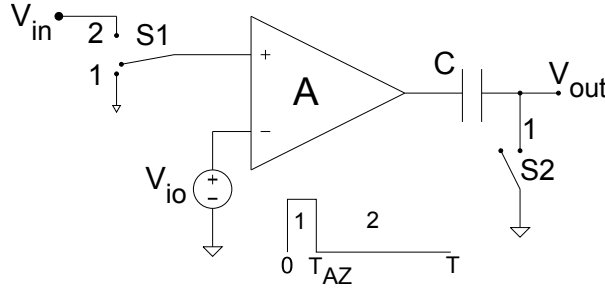 V_in
2
S1
1
+
A
C
V_out
−
1
S2
V_io
+
−
1
2
0
T_AZ
T